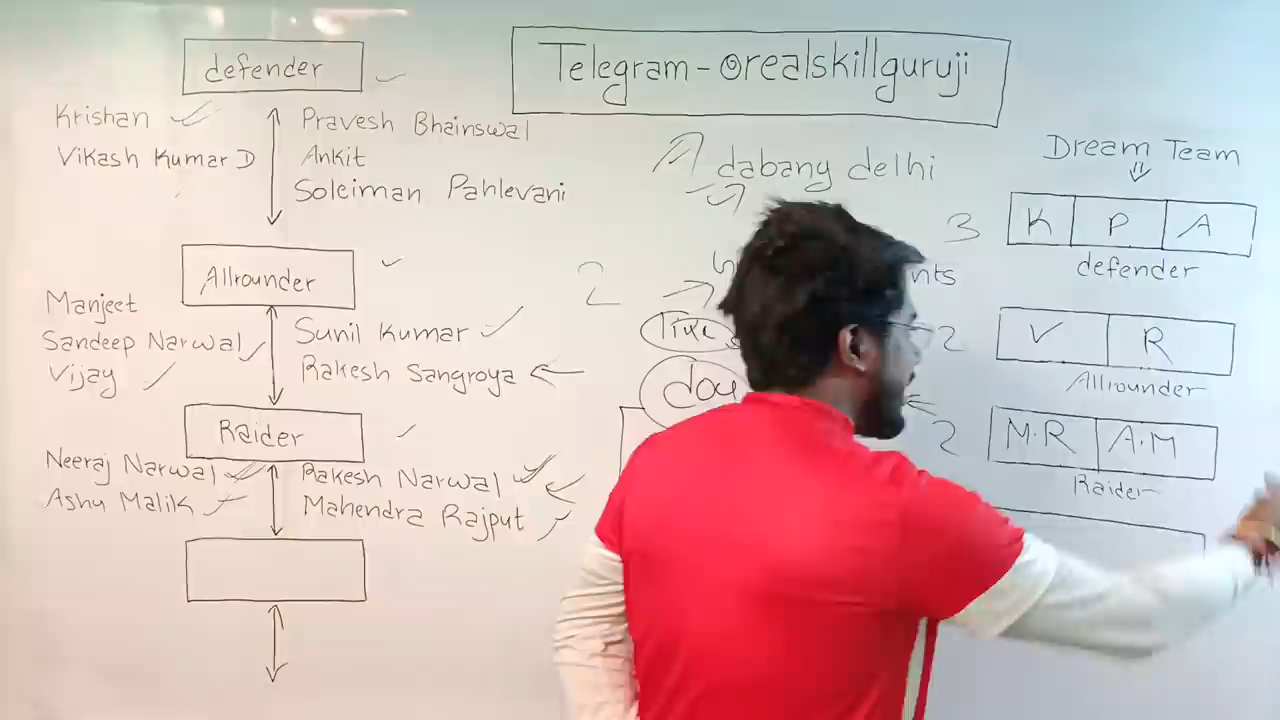 defender
Krishan
Vikash Kumar D
Pravesh Bhainswal
Ankit
Soleiman Pahlevani
Allrounder
Manjeet
Sandeep Narwal
Vijay
Sunil Kumar
Rakesh Sangroya
Raider
Neeraj Narwal
Ashu Malik
Rakesh Narwal
Mahendra Rajput
Telegram - @realskillguruji
dabang delhi
2
Dream Team
3 K P A
defender
2 V R
Allrounder
2 M.R A.M
Raider